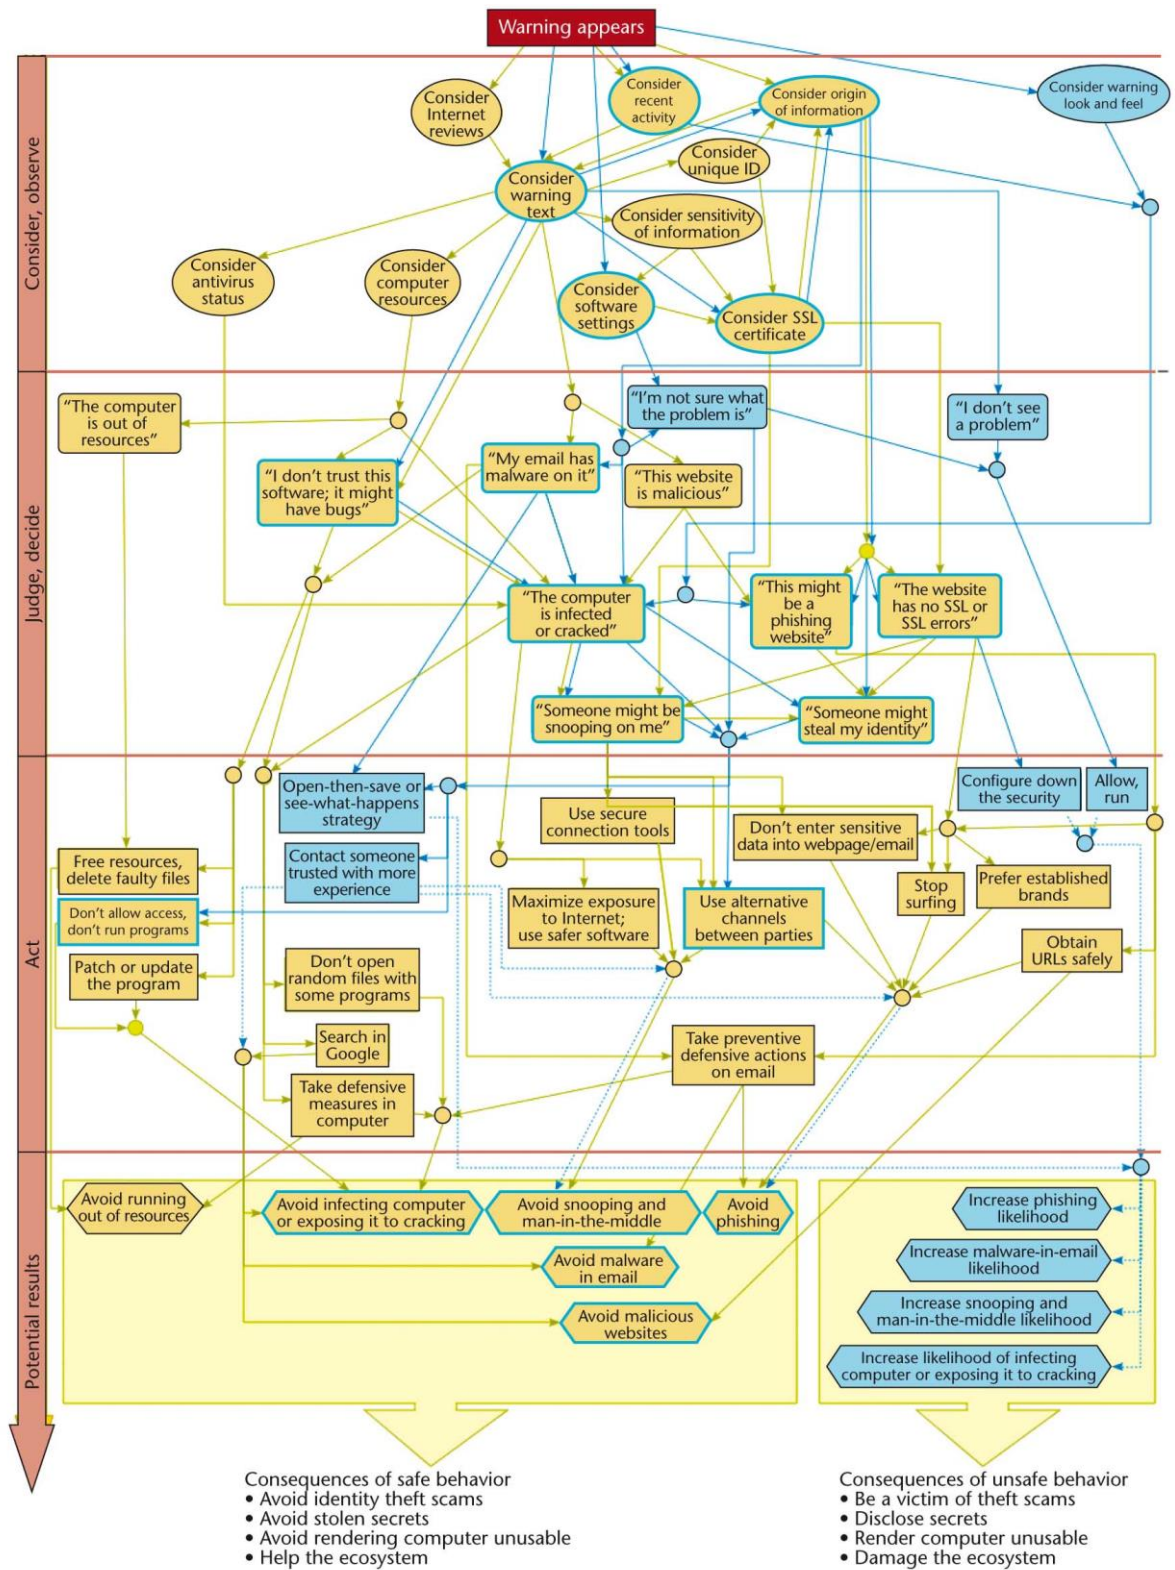 Warning appears
Consider, observe
Consider
Internet
reviews
Consider
recent
activity
Consider origin
of information
Consider warning
look and feel
Consider
unique ID
Consider
warning
text
Consider sensitivity
of information
Consider
antivirus
status
Consider
computer
resources
Consider
software
settings
Consider SSL
certificate
Judge, decide
“The computer
is out of
resources”
“I’m not sure what
the problem is”
“I don’t see
a problem”
“I don’t trust this
software; it might
have bugs”
“My email has
malware on it”
“This website
is malicious”
“The computer
is infected
or cracked”
“This might
be a
phishing
website”
“The website
has no SSL or
SSL errors”
“Someone might be
snooping on me”
“Someone might
steal my identity”
Act
Open-then-save or
see-what-happens
strategy
Configure down
the security
Allow,
run
Use secure
connection tools
Don’t enter sensitive
data into webpage/email
Free resources,
delete faulty files
Contact someone
trusted with more
experience
Stop
surfing
Prefer established
brands
Don’t allow access,
don’t run programs
Maximize exposure
to Internet;
use safer software
Use alternative
channels
between parties
Obtain
URLs safely
Patch or update
the program
Don’t open
random files with
some programs
Search in
Google
Take preventive
defensive actions
on email
Take defensive
measures in
computer
Potential results
Avoid running
out of resources
Avoid infecting computer
or exposing it to cracking
Avoid snooping and
man-in-the-middle
Avoid
phishing
Avoid malware
in email
Avoid malicious
websites
Increase phishing
likelihood
Increase malware-in-email
likelihood
Increase snooping and
man-in-the-middle likelihood
Increase likelihood of infecting
computer or exposing it to cracking
Consequences of safe behavior
• Avoid identity theft scams
• Avoid stolen secrets
• Avoid rendering computer unusable
• Help the ecosystem
Consequences of unsafe behavior
• Be a victim of theft scams
• Disclose secrets
• Render computer unusable
• Damage the ecosystem